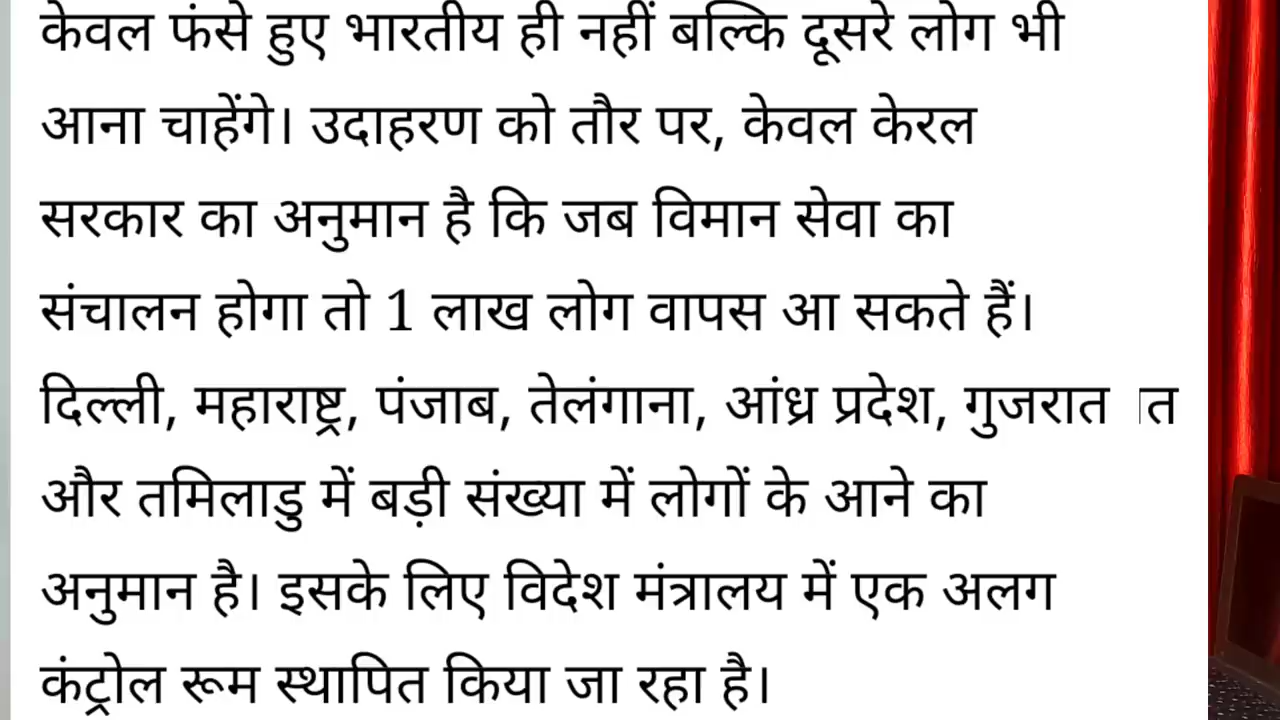 केवल फंसे हुए भारतीय ही नहीं बल्कि दूसरे लोग भी
आना चाहेंगे। उदाहरण को तौर पर, केवल केरल
सरकार का अनुमान है कि जब विमान सेवा का
संचालन होगा तो 1 लाख लोग वापस आ सकते हैं।
दिल्ली, महाराष्ट्र, पंजाब, तेलंगाना, आंध्र प्रदेश, गुजरात त
और तमिलाडु में बड़ी संख्या में लोगों के आने का
अनुमान है। इसके लिए विदेश मंत्रालय में एक अलग
कंट्रोल रूम स्थापित किया जा रहा है।